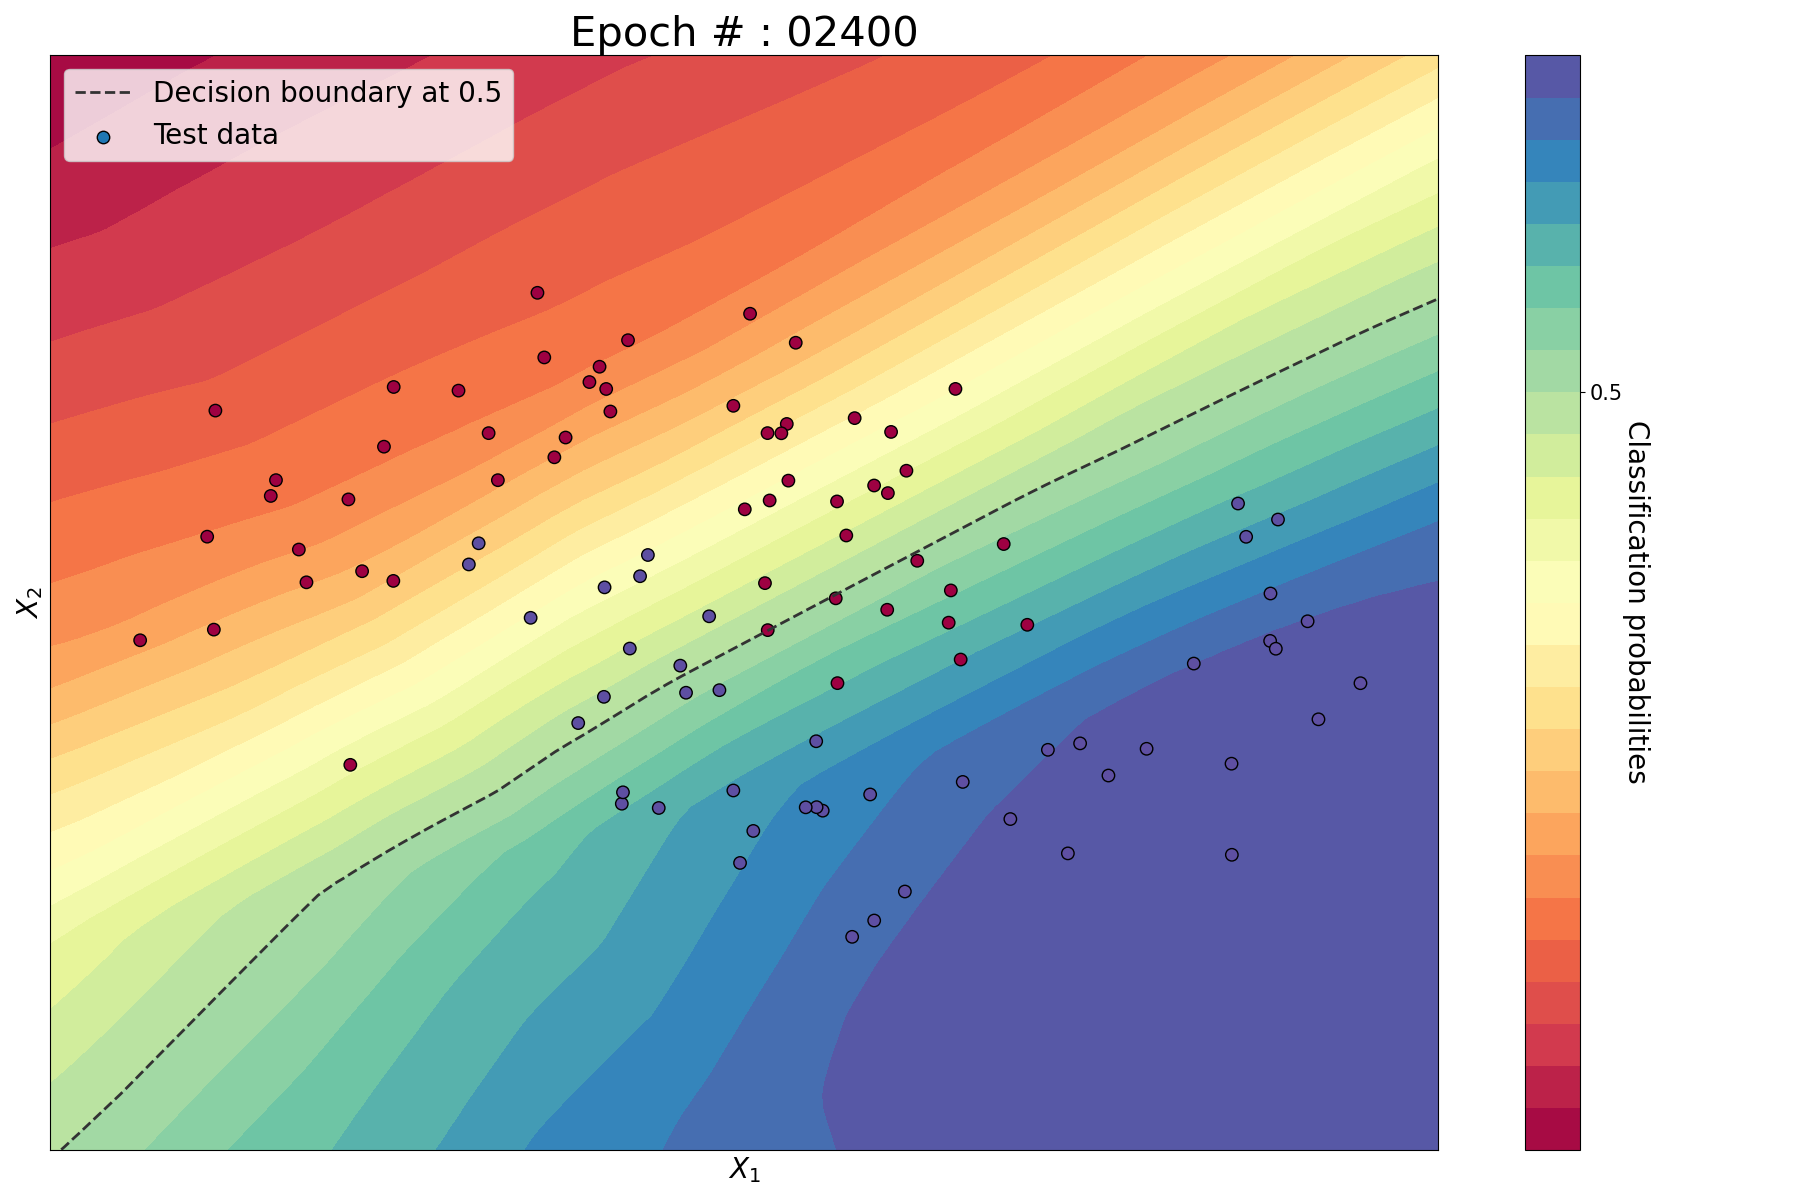 Epoch # : 02400
Decision boundary at 0.5
Test data
X₂
X₁
0.5
Classification probabilities